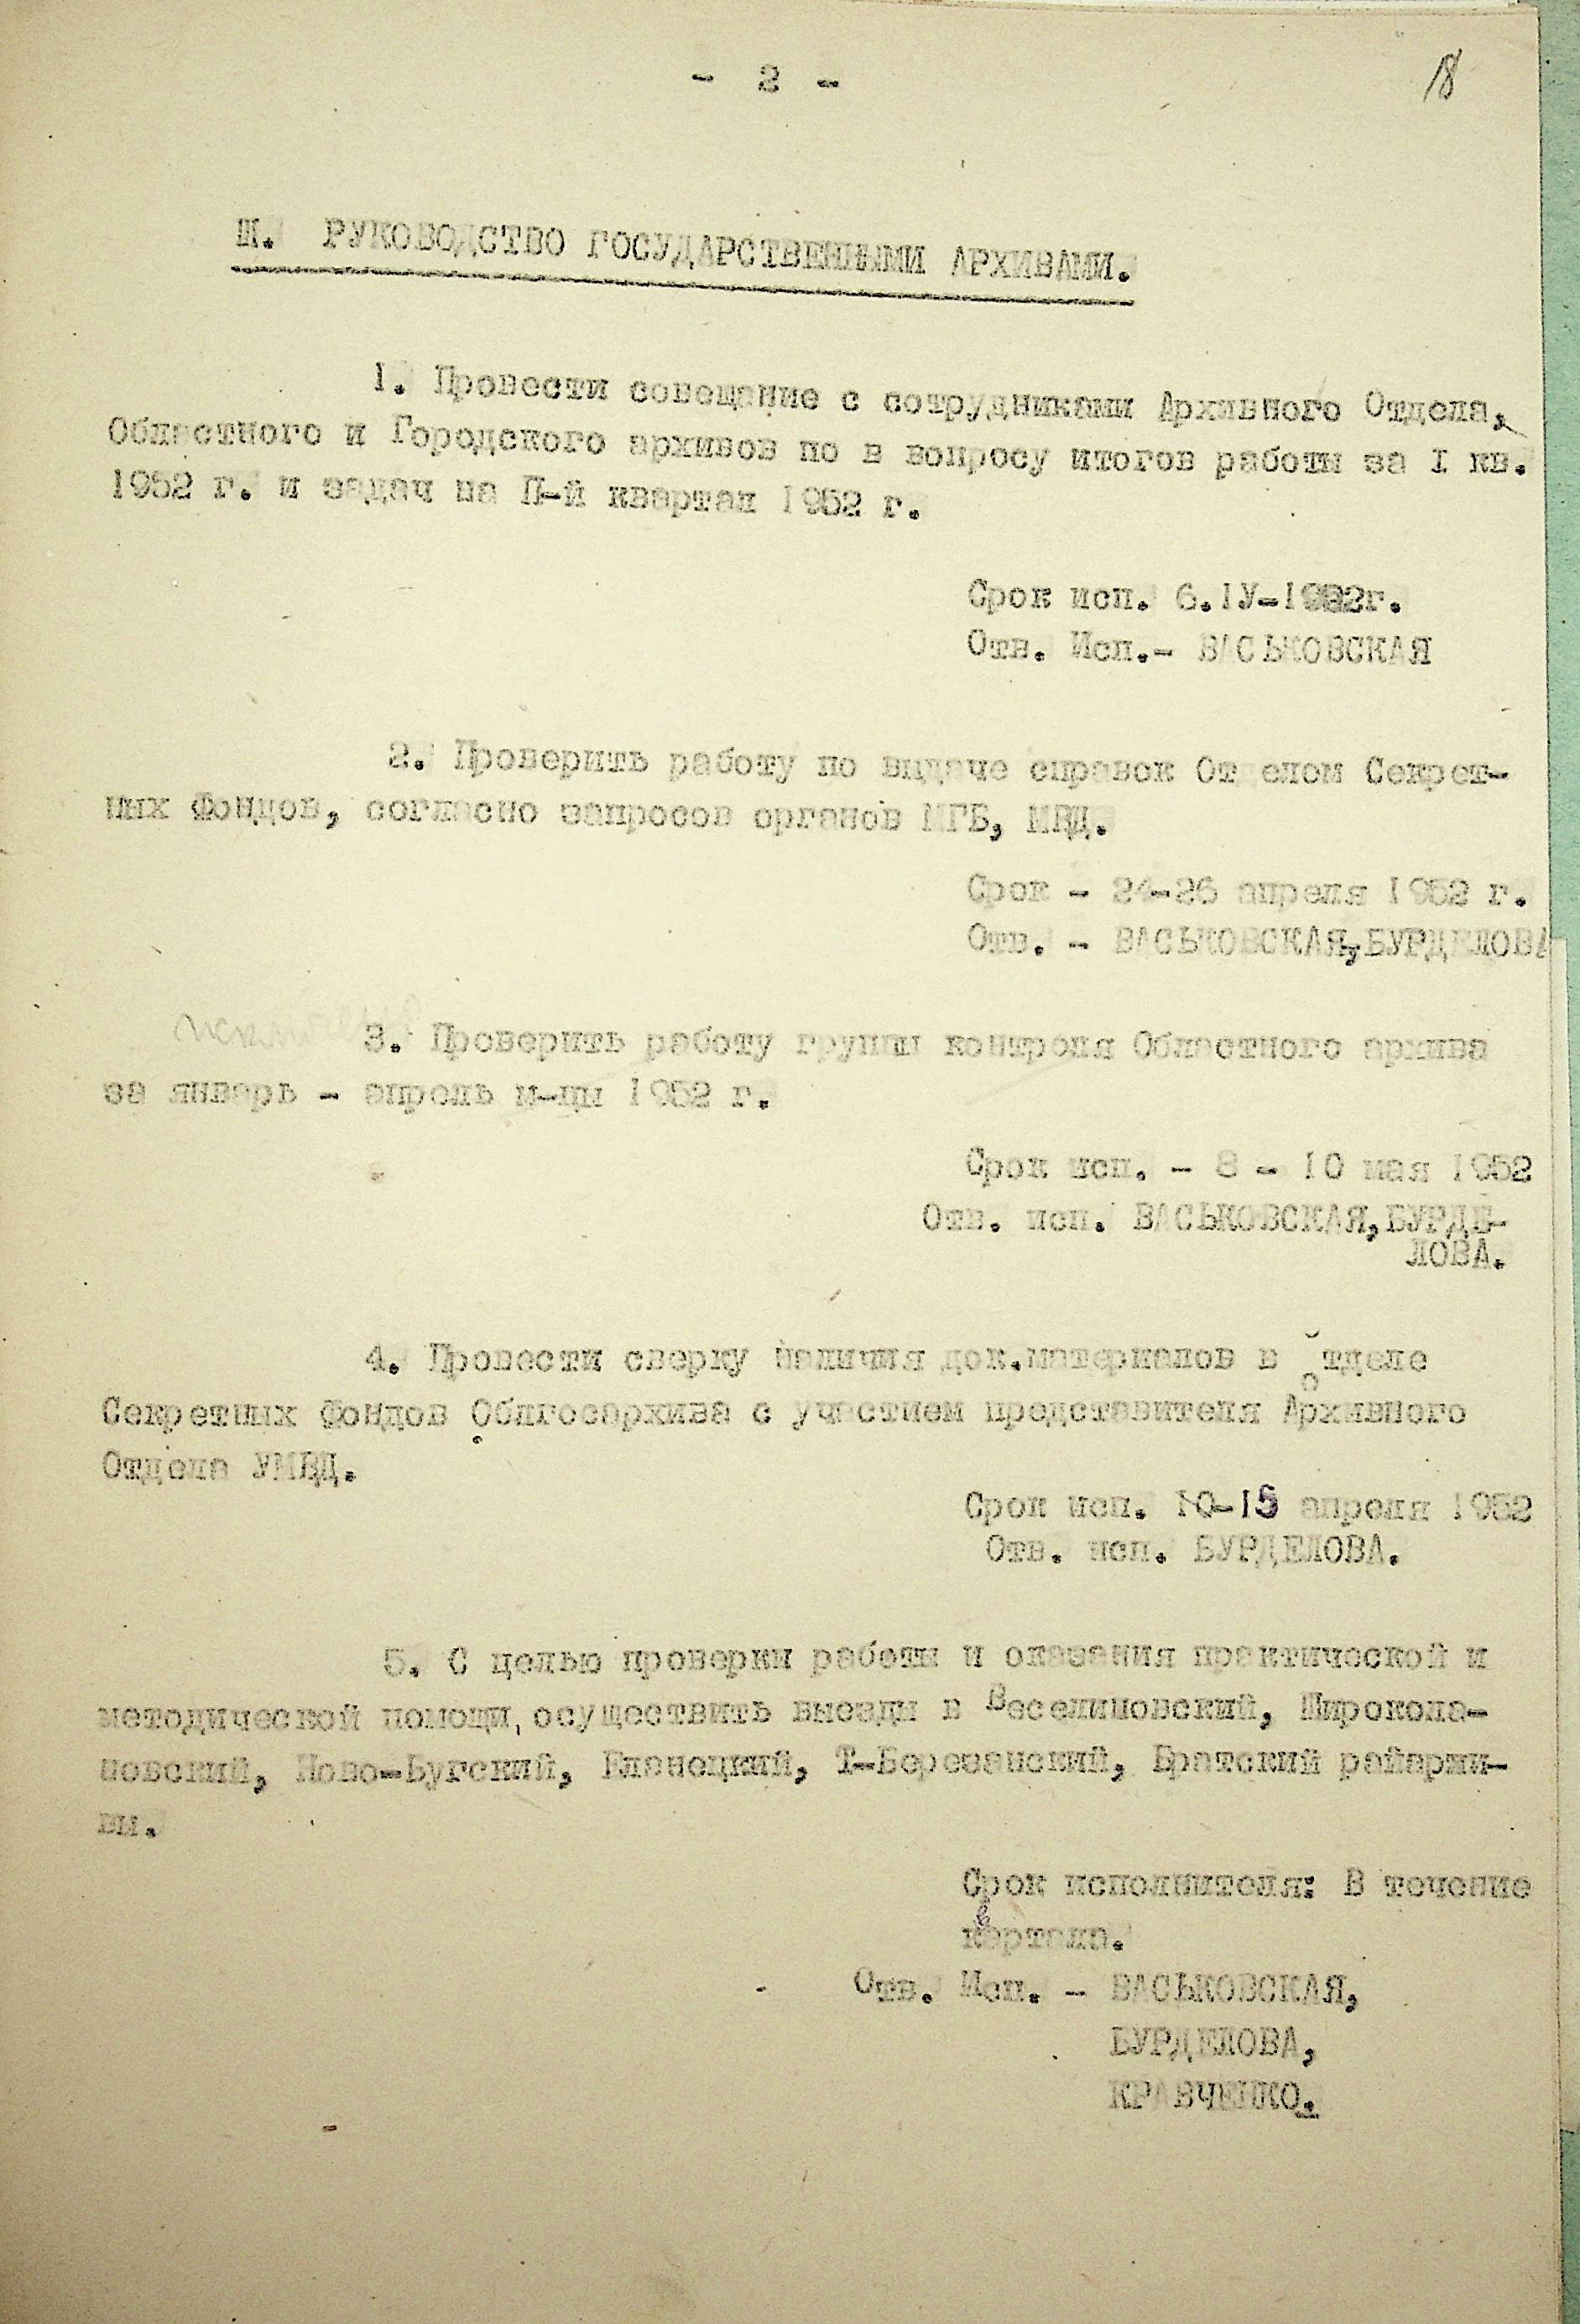 - 2 -
18
Ш. РУКОВОДСТВО ГОСУДАРСТВЕННЫМИ АРХИВАМИ.
1. Провести совещание с сотрудниками Архивного Отдела,
Областного и Городского архивов по в вопросу итогов работы за I кв.
1952 г. и задач на П-й квартал 1952 г.
Срок исп. 6.1У-1952г.
Отв. Исп.- ВАСЬКОВСКАЯ
2. Проверить работу по выдаче справок Отделом Секрет-
ных Фондов, согласно запросов органов МГБ, МВД.
Срок - 24-26 апреля 1952 г.
Отв. - ВАСЬКОВСКАЯ,БУРДЕЛОВА
3. Проверить работу группы контроля Областного архива
за январь - апрель м-цы 1952 г.
Срок исп. - 8 - 10 мая 1952
Отв. исп. ВАСЬКОВСКАЯ,БУРДЕ-
ЛОВА.
4. Провести сверку наличия док.материалов в Отделе
Секретных Фондов Облгосархива с участием представителя Архивного
Отдела УМВД.
Срок исп. 10-15 апреля 1952
Отв. исп. БУРДЕЛОВА.
5. С целью проверки работы и оказания практической и
методической помощи, осуществить выезды в Веселиновский, Широкола-
новский, Ново-Бугский, Еланецкий, Т-Березанский, Братский райархи-
вы.
Срок исполнителя: В течение
квартала.
Отв. Исп. - ВАСЬКОВСКАЯ,
БУРДЕЛОВА,
КРАВЧЕНКО.